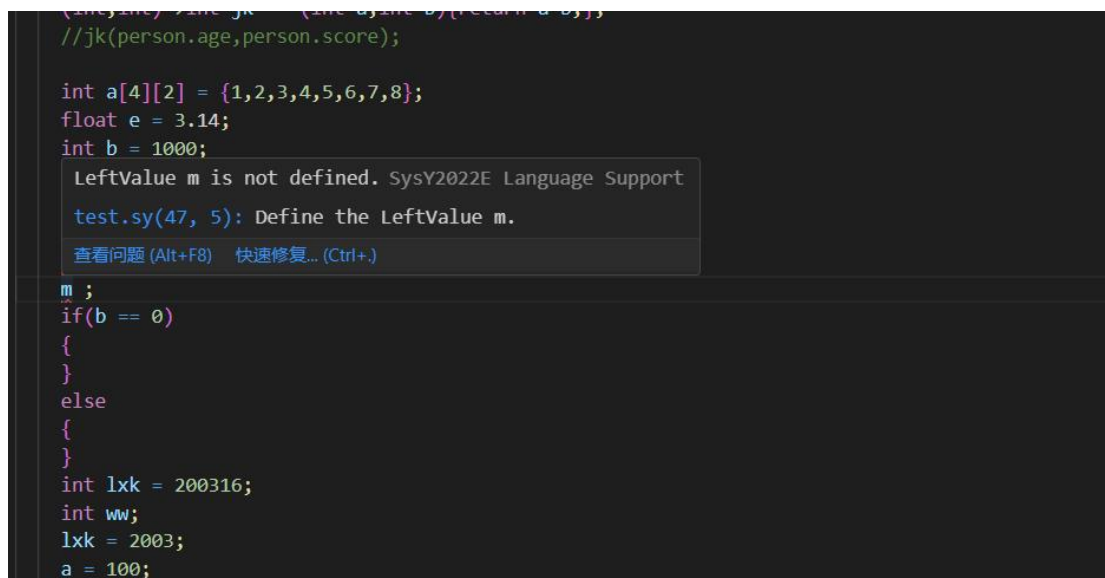 //jk(person.age,person.score);
int a[4][2] = {1,2,3,4,5,6,7,8};
float e = 3.14;
int b = 1000;
LeftValue m is not defined. SysY2022E Language Support
test.sy(47, 5): Define the LeftValue m.
查看问题 (Alt+F8) 快速修复... (Ctrl+.)
m ;
if(b == 0)
{
}
else
{
}
int lxk = 200316;
int ww;
lxk = 2003;
a = 100;